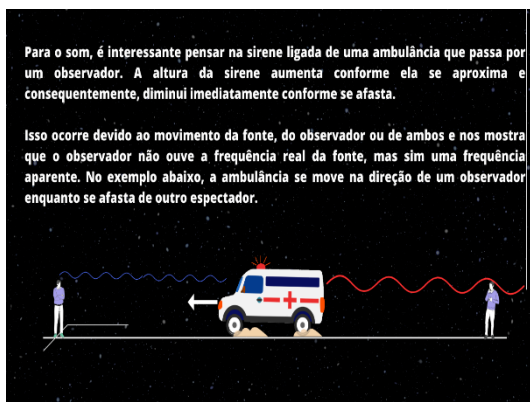 Para o som, é interessante pensar na sirene ligada de uma ambulância que passa por
um observador. A altura da sirene aumenta conforme ela se aproxima e
consequentemente, diminui imediatamente conforme se afasta.
Isso ocorre devido ao movimento da fonte, do observador ou de ambos e nos mostra
que o observador não ouve a frequência real da fonte, mas sim uma frequência
aparente. No exemplo abaixo, a ambulância se move na direção de um observador
enquanto se afasta de outro espectador.